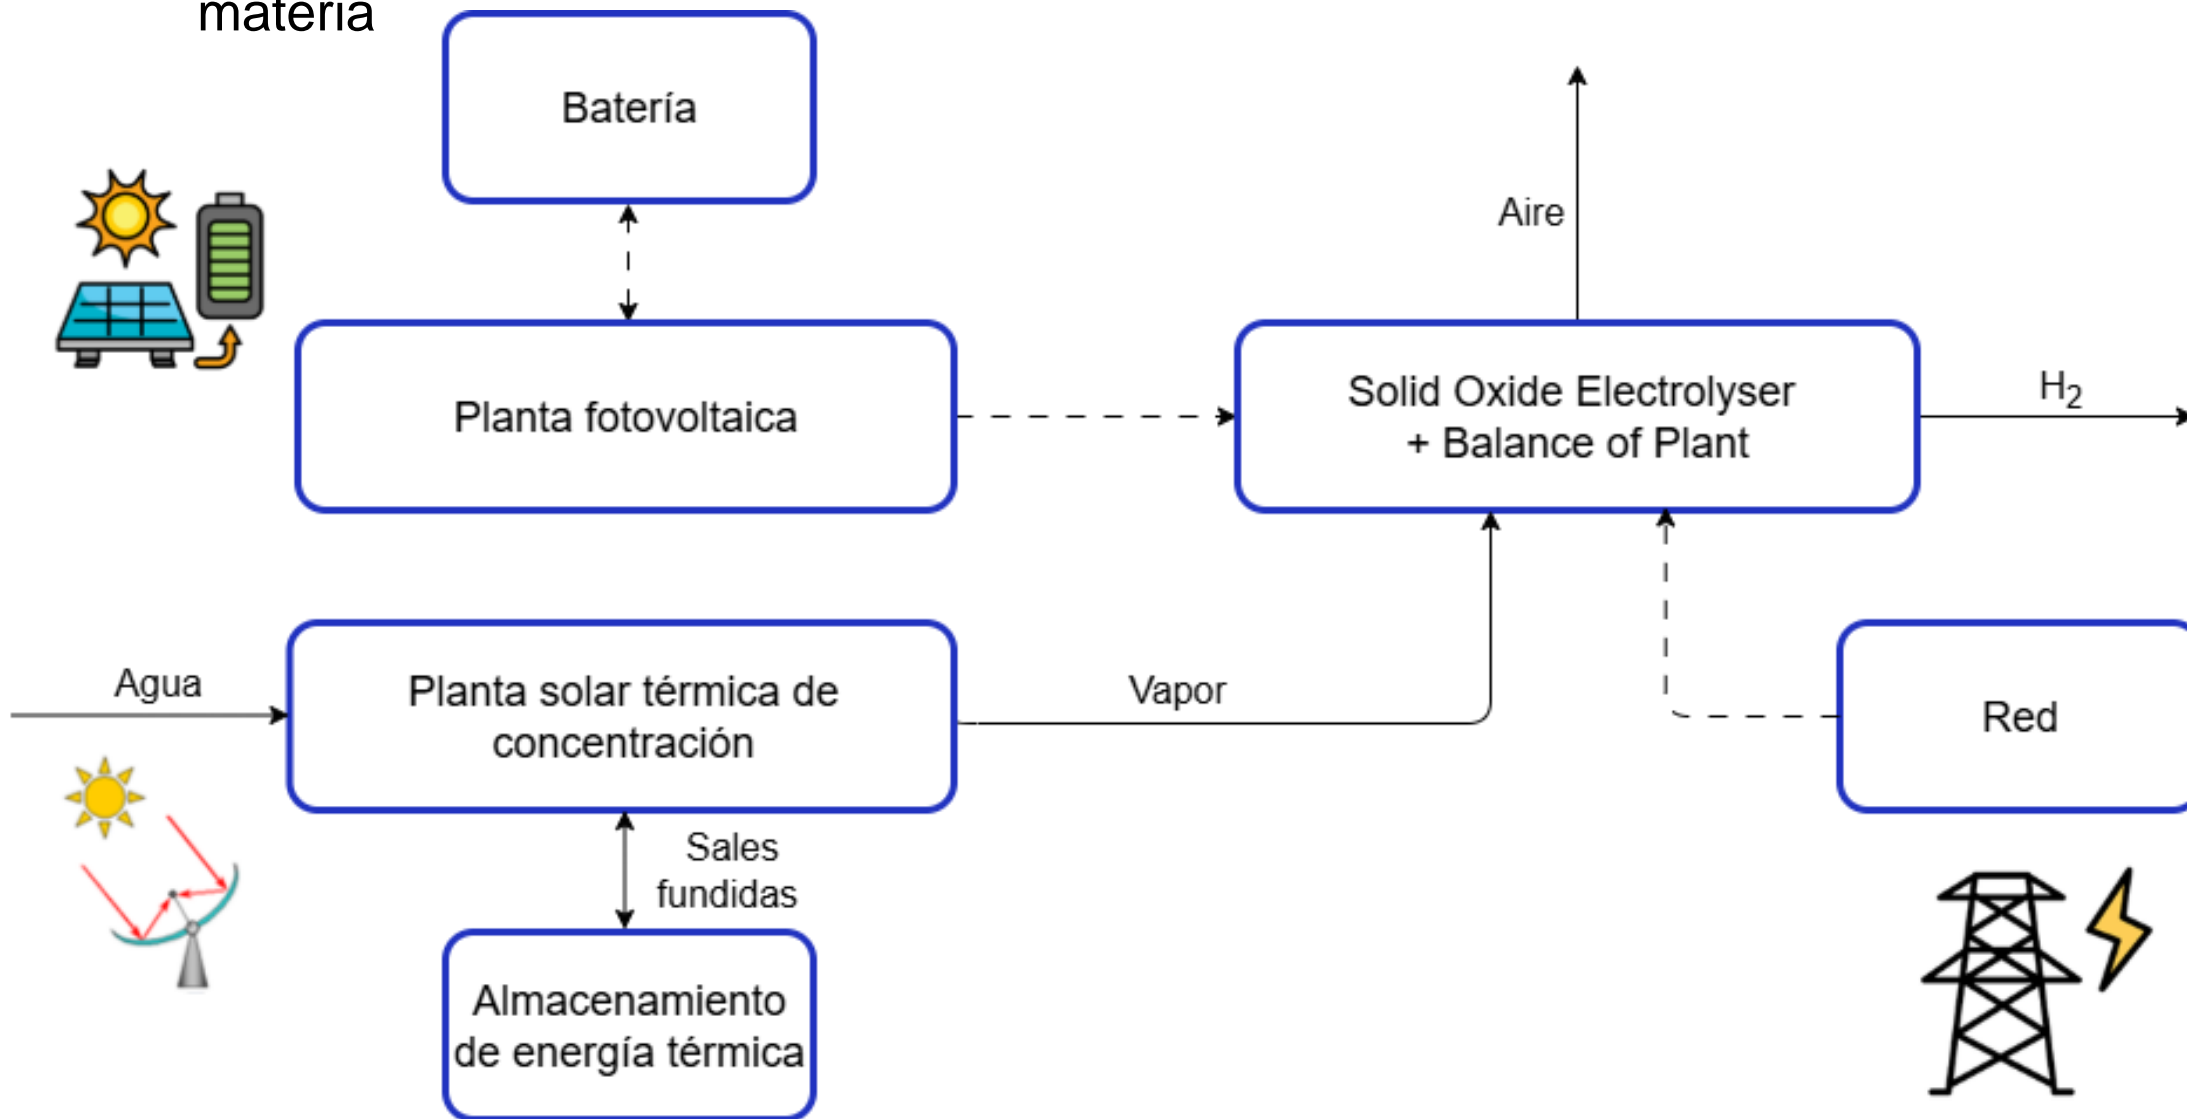 materia
Batería
Aire
Planta fotovoltaica
Solid Oxide Electrolyser
+ Balance of Plant
H₂
Agua
Planta solar térmica de
concentración
Vapor
Red
Sales
fundidas
Almacenamiento
de energía térmica